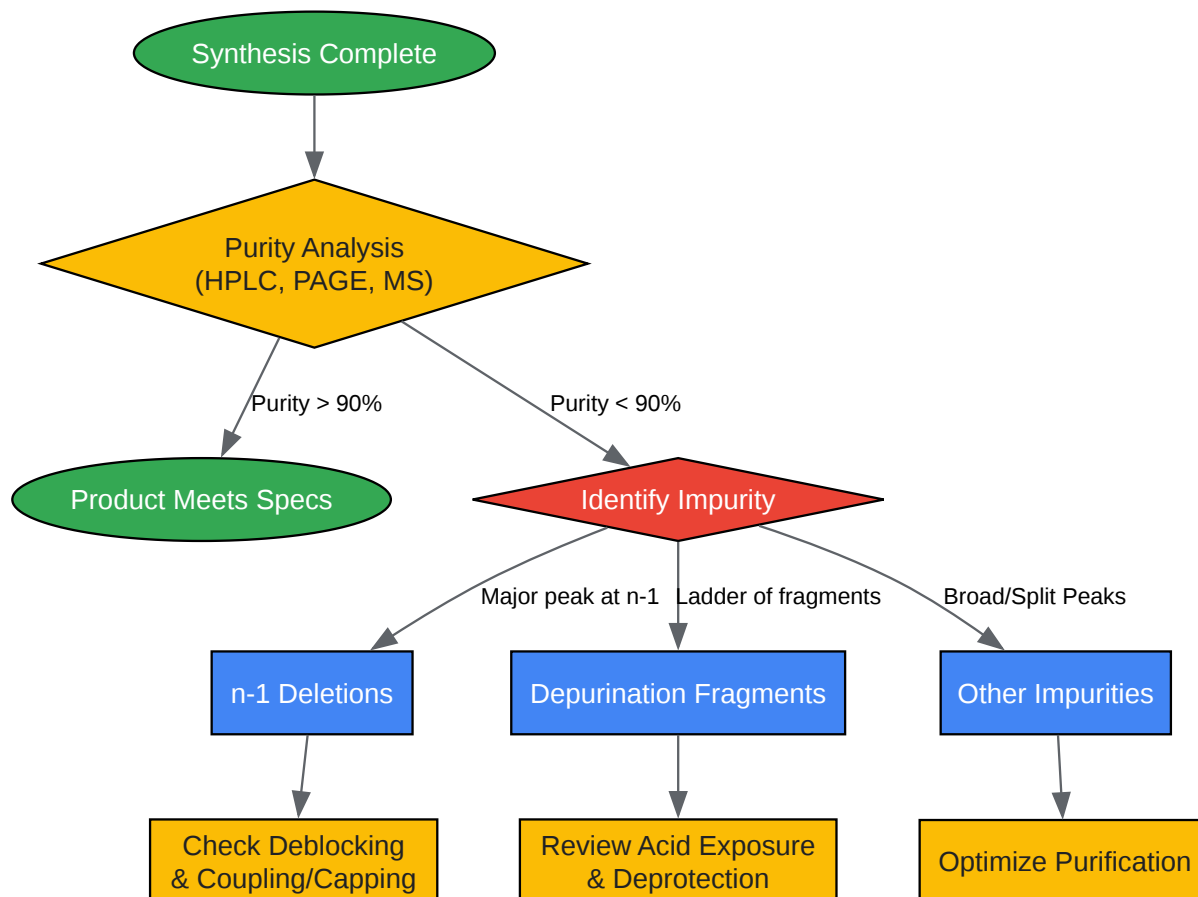 Synthesis Complete
Purity Analysis
(HPLC, PAGE, MS)
Purity > 90%
Purity < 90%
Product Meets Specs
Identify Impurity
Major peak at n-1
Ladder of fragments
Broad/Split Peaks
n-1 Deletions
Depurination Fragments
Other Impurities
Check Deblocking
& Coupling/Capping
Review Acid Exposure
& Deprotection
Optimize Purification